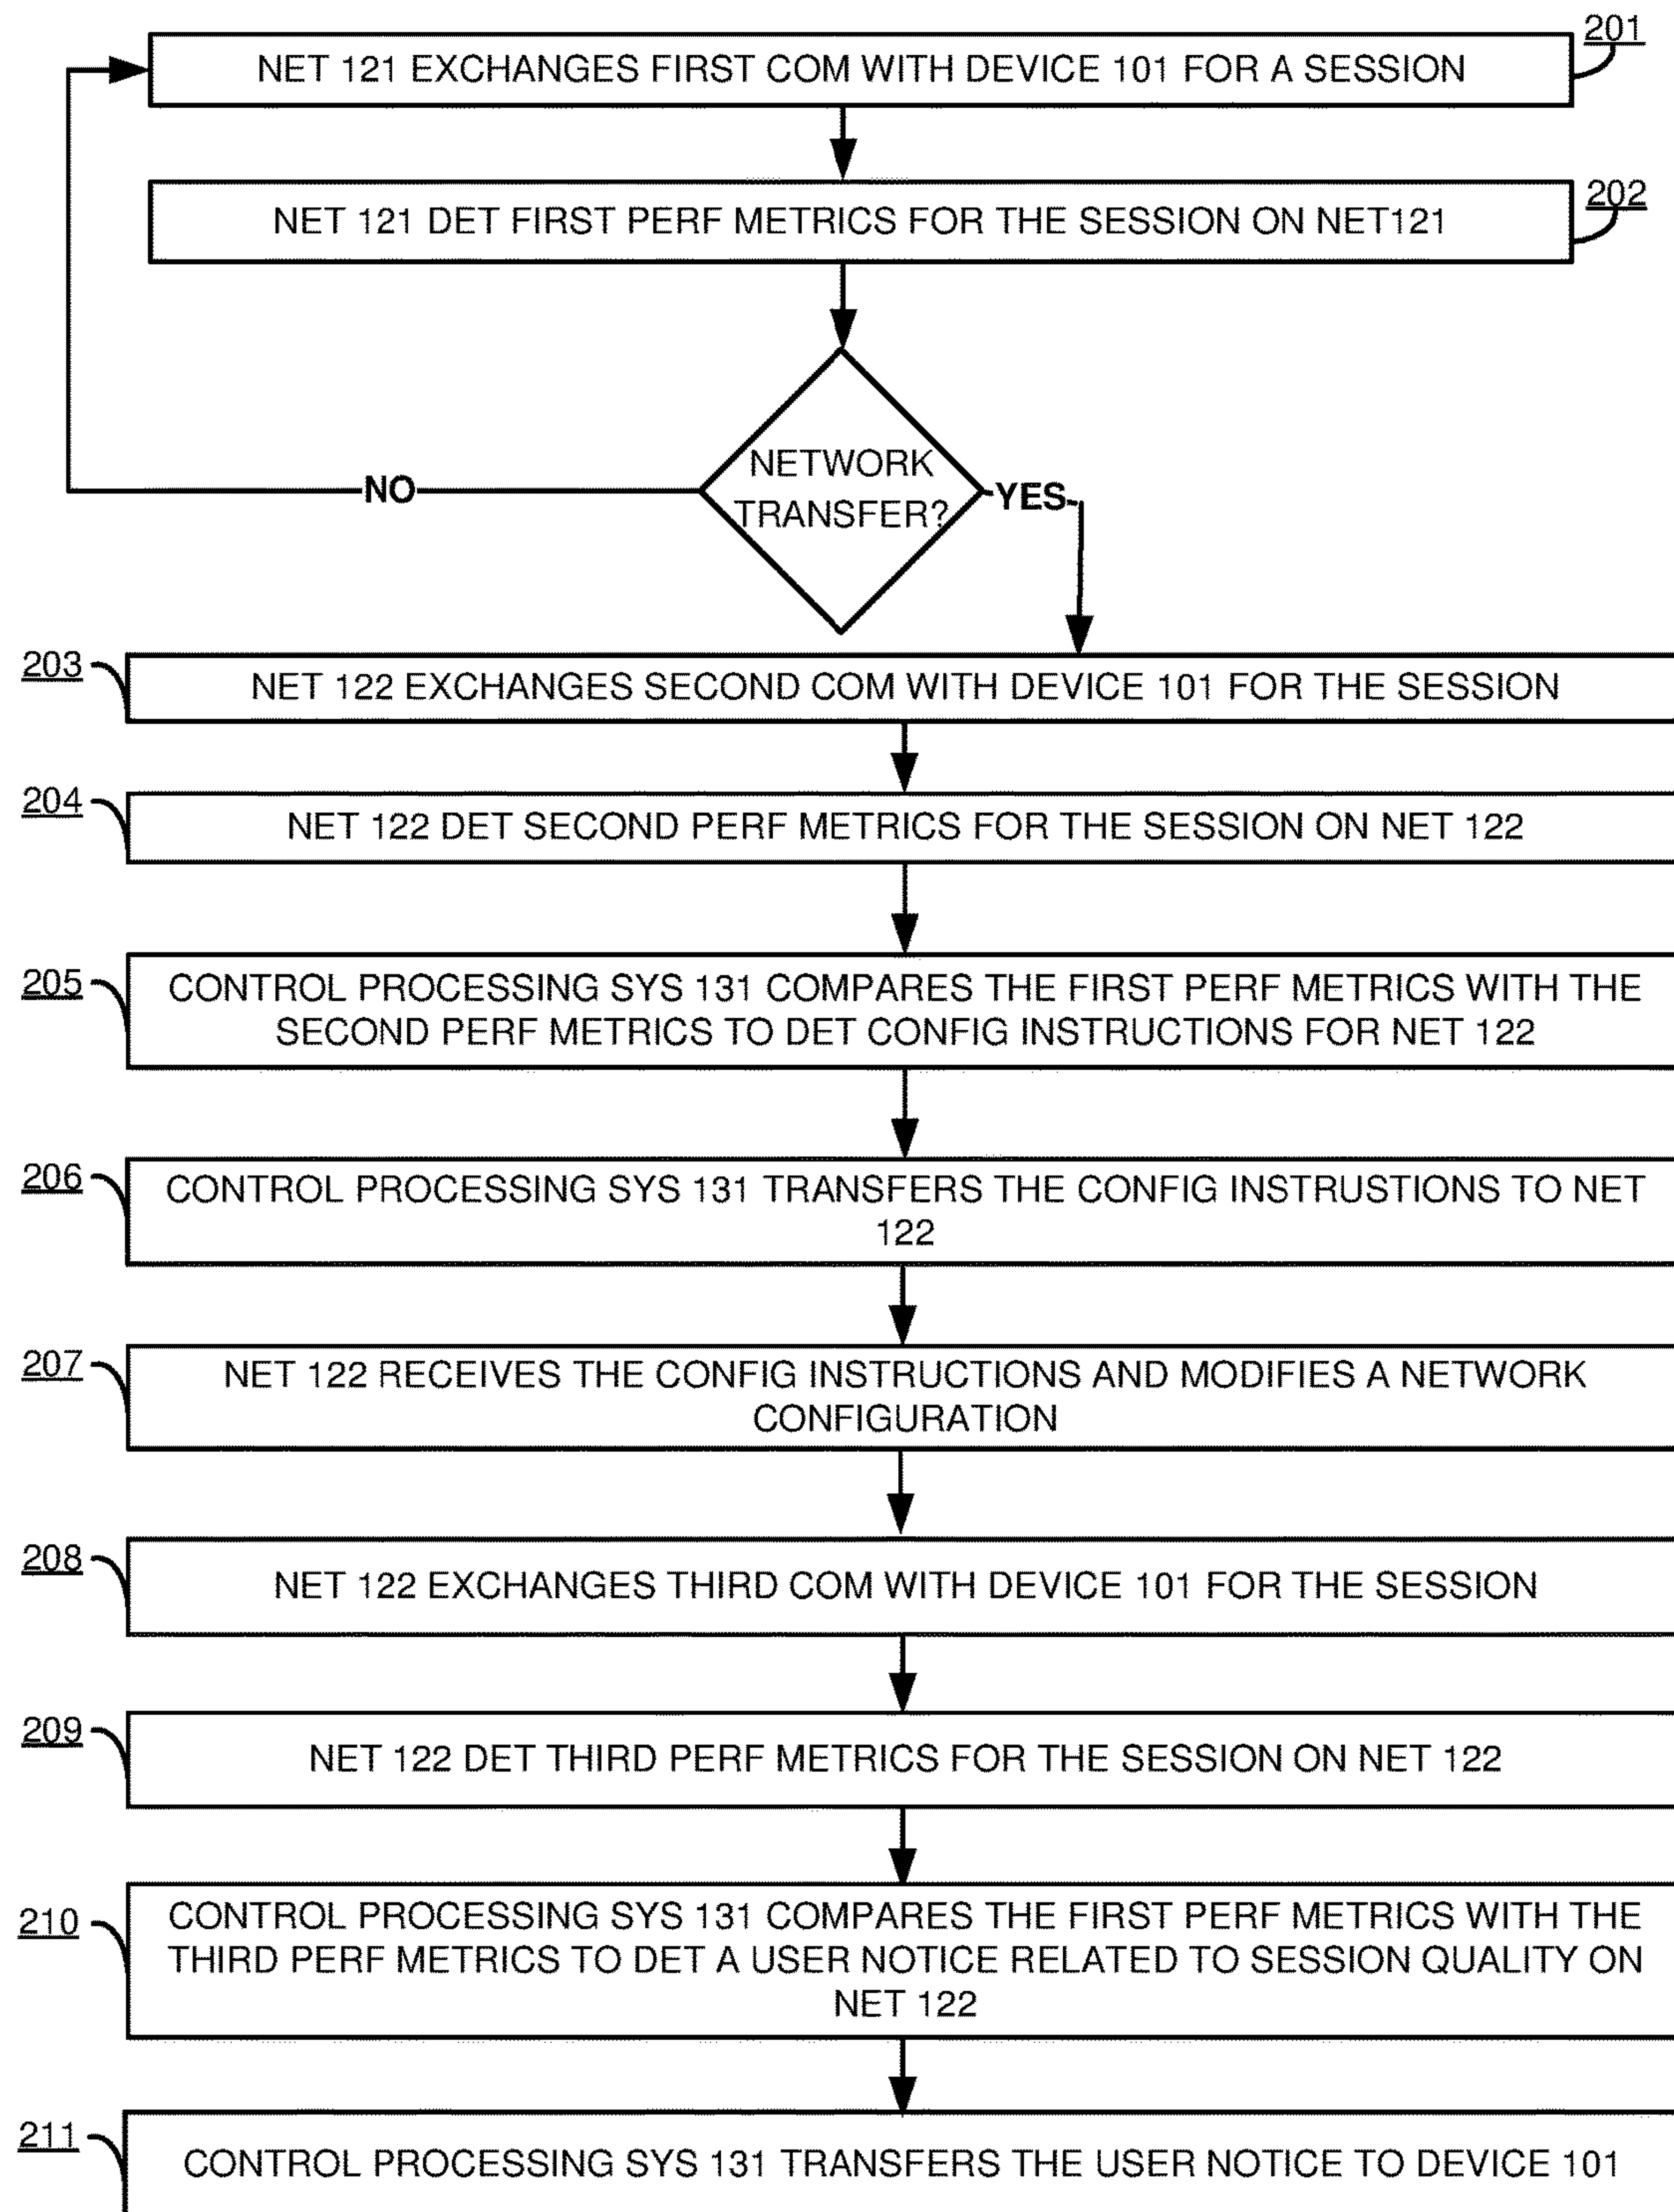 201
NET 121 EXCHANGES FIRST COM WITH DEVICE 101 FOR A SESSION
202
NET 121 DET FIRST PERF METRICS FOR THE SESSION ON NET121
NETWORK
TRANSFER?
NO
YES
203
NET 122 EXCHANGES SECOND COM WITH DEVICE 101 FOR THE SESSION
204
NET 122 DET SECOND PERF METRICS FOR THE SESSION ON NET 122
205
CONTROL PROCESSING SYS 131 COMPARES THE FIRST PERF METRICS WITH THE
SECOND PERF METRICS TO DET CONFIG INSTRUCTIONS FOR NET 122
206
CONTROL PROCESSING SYS 131 TRANSFERS THE CONFIG INSTRUSTIONS TO NET
122
207
NET 122 RECEIVES THE CONFIG INSTRUCTIONS AND MODIFIES A NETWORK
CONFIGURATION
208
NET 122 EXCHANGES THIRD COM WITH DEVICE 101 FOR THE SESSION
209
NET 122 DET THIRD PERF METRICS FOR THE SESSION ON NET 122
210
CONTROL PROCESSING SYS 131 COMPARES THE FIRST PERF METRICS WITH THE
THIRD PERF METRICS TO DET A USER NOTICE RELATED TO SESSION QUALITY ON
NET 122
211
CONTROL PROCESSING SYS 131 TRANSFERS THE USER NOTICE TO DEVICE 101